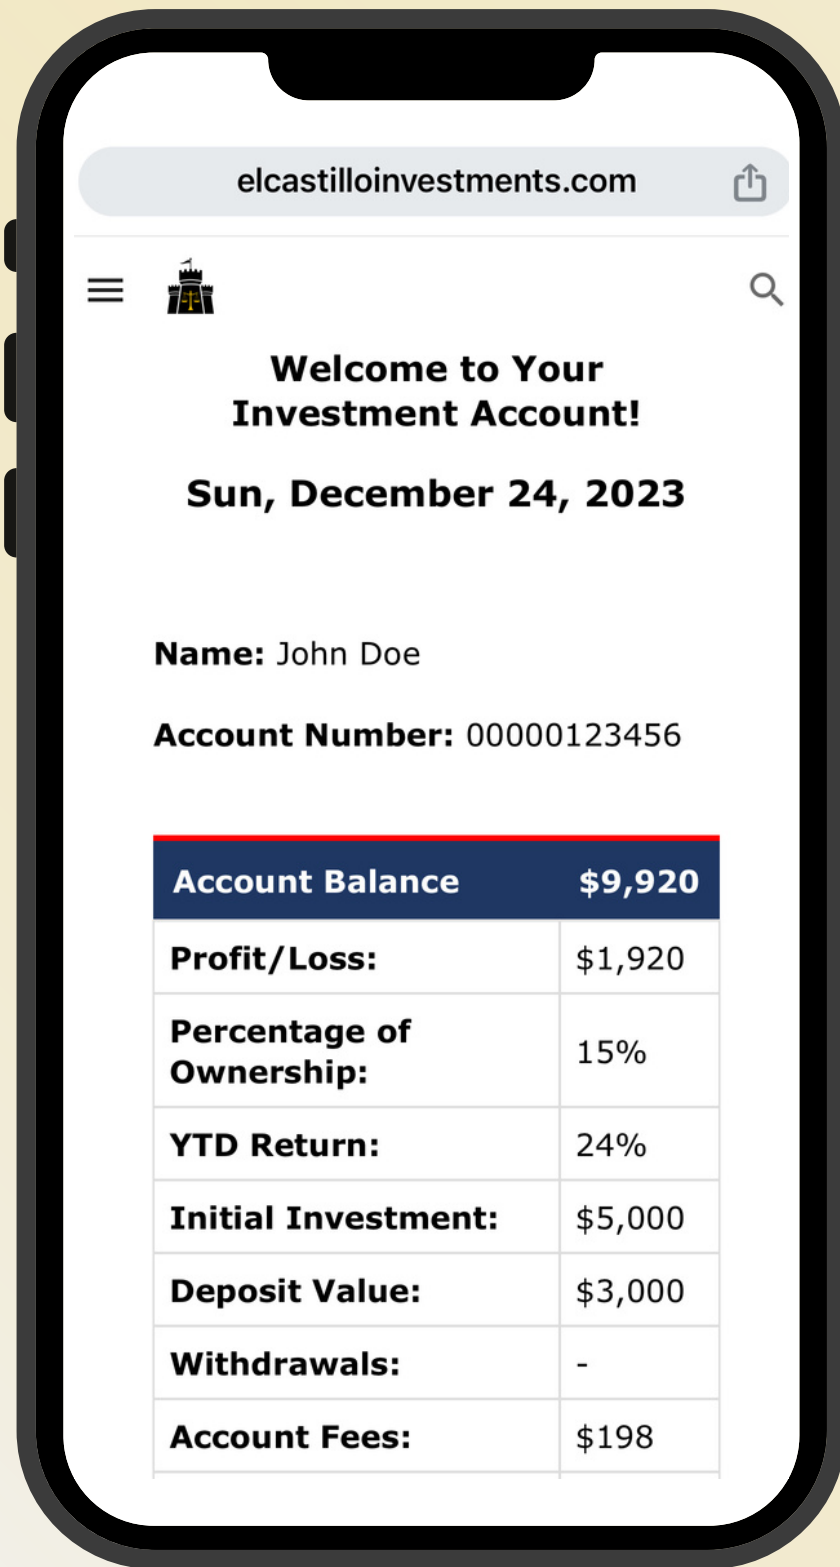 elcastilloinvestments.com
Welcome to Your
Investment Account!
Sun, December 24, 2023
Name: John Doe
Account Number: 00000123456
Account Balance $9,920
Profit/Loss: $1,920
Percentage of
Ownership: 15%
YTD Return: 24%
Initial Investment: $5,000
Deposit Value: $3,000
Withdrawals: -
Account Fees: $198